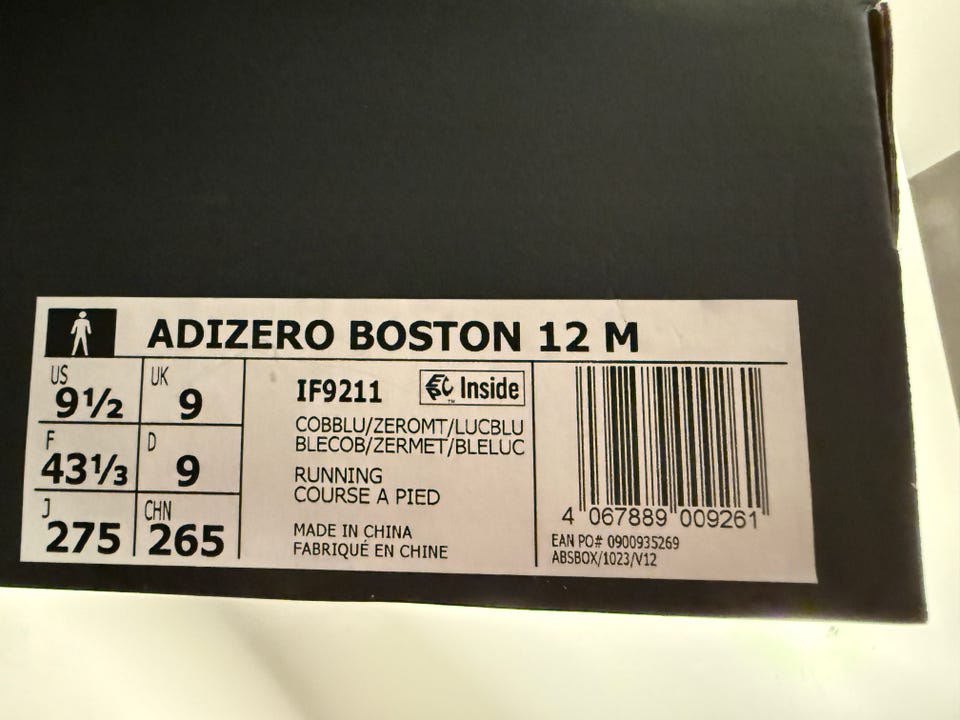 ADIZERO BOSTON 12 M
US
9½
UK
9
F
43⅓
D
9
J
275
CHN
265
IF9211
Inside
™
COBBLU/ZEROMT/LUCBLU
BLECOB/ZERMET/BLELUC
RUNNING
COURSE A PIED
MADE IN CHINA
FABRIQUÉ EN CHINE
4 067889 009261
EAN PO# 0900935269
ABSBOX/1023/V12